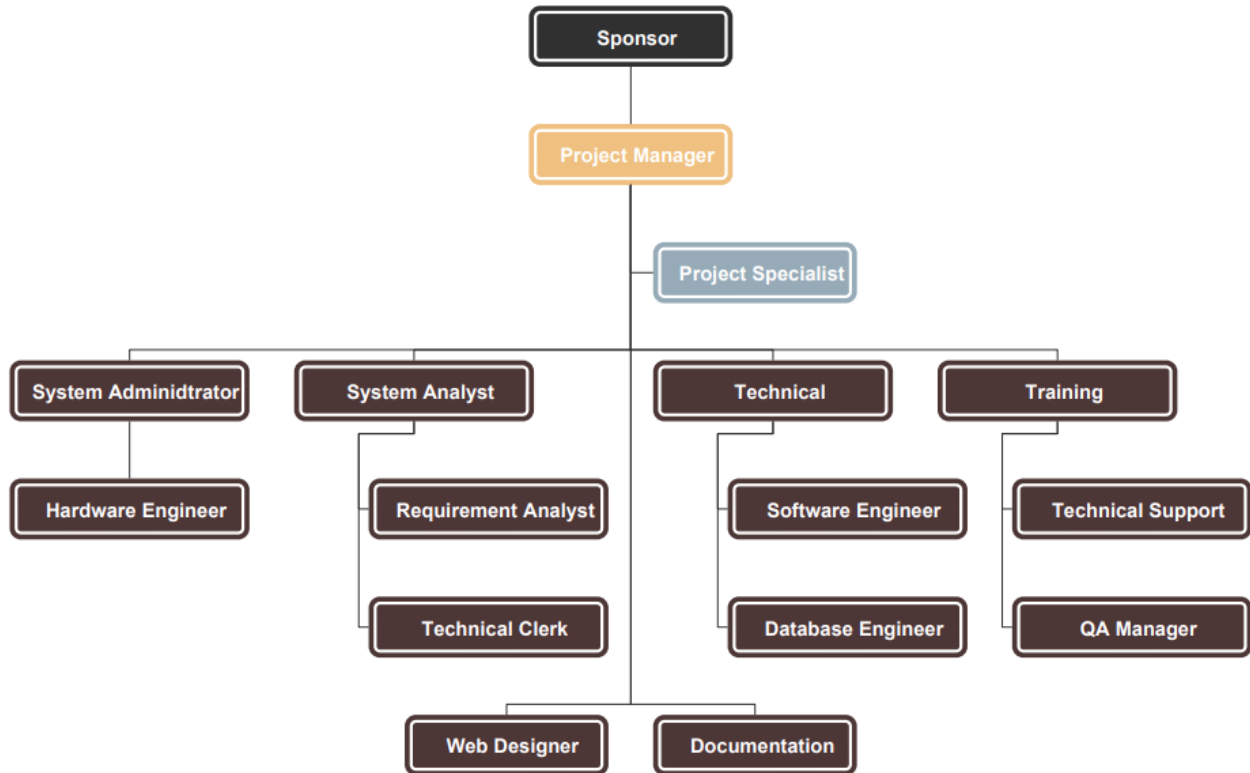 Sponsor
Project Manager
Project Specialist
System Adminidtrator
System Analyst
Technical
Training
Hardware Engineer
Requirement Analyst
Software Engineer
Technical Support
Technical Clerk
Database Engineer
QA Manager
Web Designer
Documentation